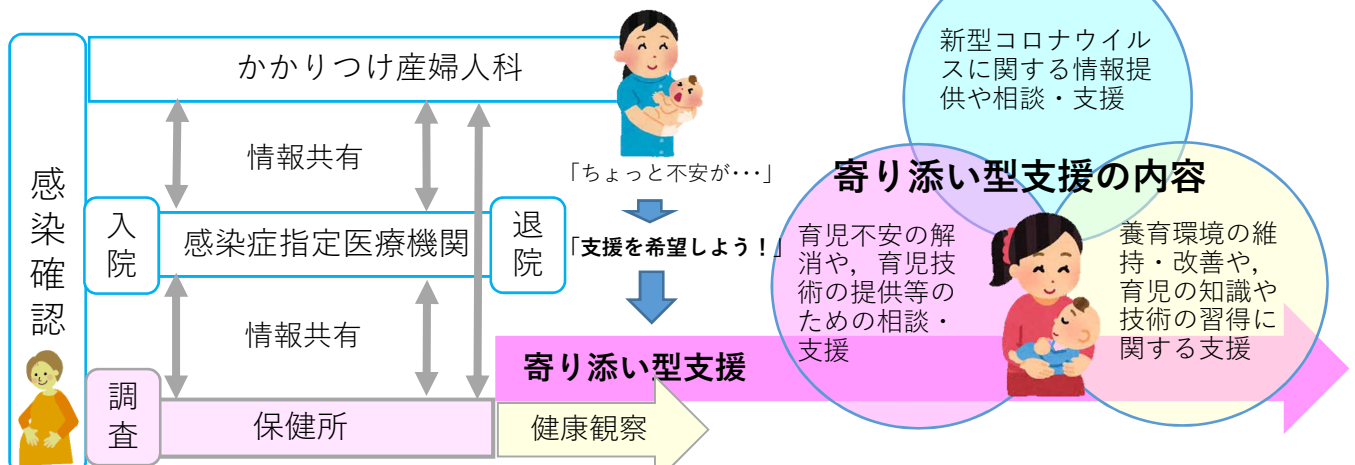 感染確認
かかりつけ産婦人科
情報共有
入院
感染症指定医療機関
退院
情報共有
調査
保健所
「ちょっと不安が・・・」
「支援を希望しよう！」
寄り添い型支援
健康観察
新型コロナウイル
スに関する情報提
供や相談・支援
寄り添い型支援の内容
育児不安の解
消や，育児技
術の提供等の
ための相談・
支援
養育環境の維
持・改善や，
育児の知識や
技術の習得に
関する支援